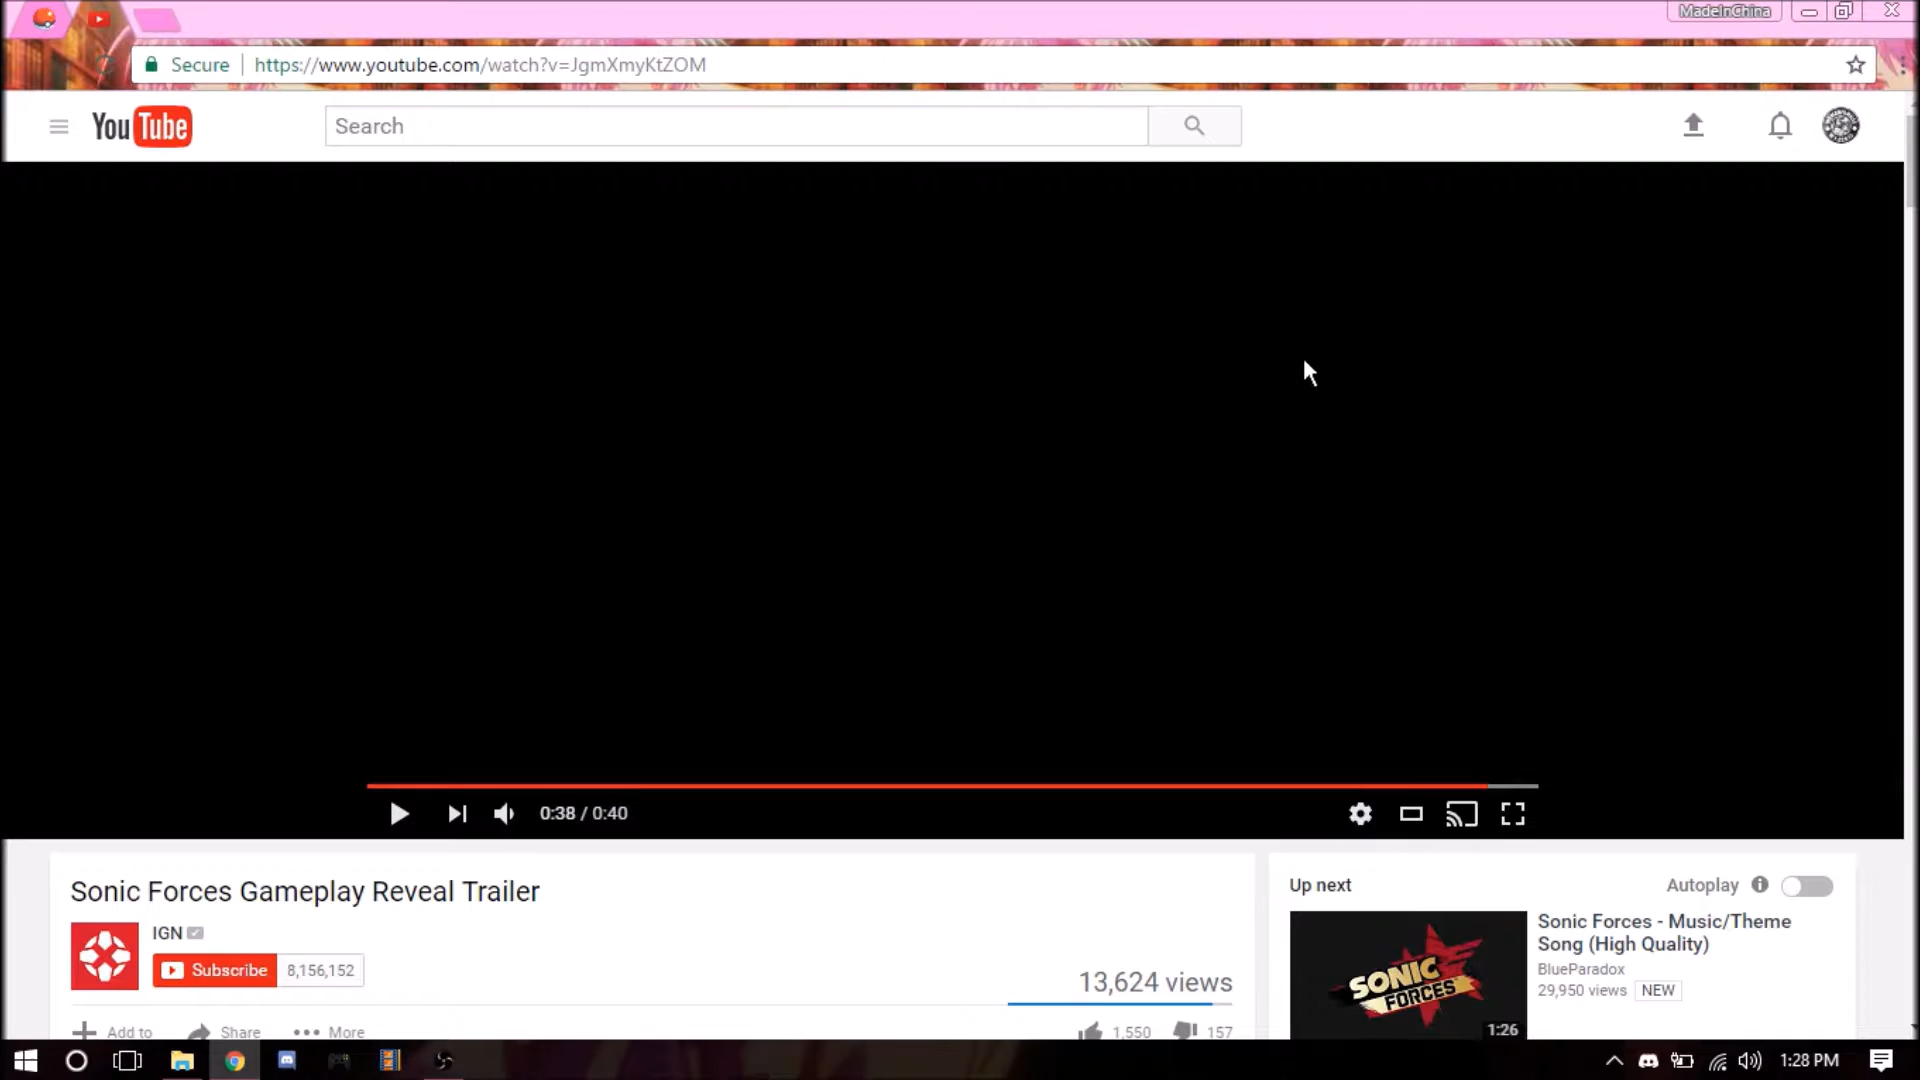 MadeInChina
Secure https://www.youtube.com/watch?v=JgmXmyKtZOM
YouTube
Search
0:38 / 0:40
Sonic Forces Gameplay Reveal Trailer
IGN
Subscribe 8,156,152
13,624 views
Add to Share More
1,550 157
Up next
Autoplay
SONIC FORCES
1:26
Sonic Forces - Music/Theme
Song (High Quality)
BlueParadox
29,950 views NEW
1:28 PM